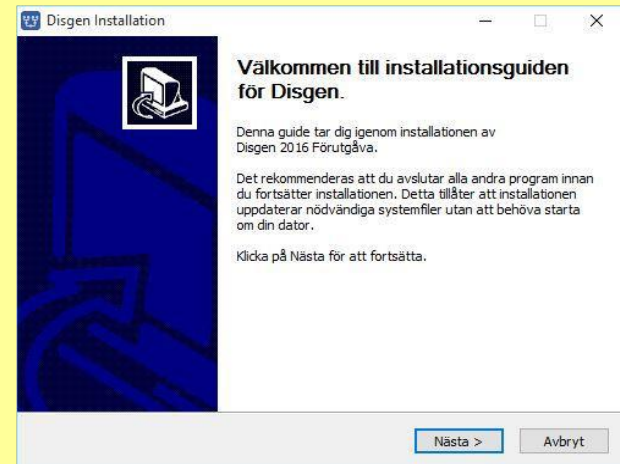 Disgen Installation
Välkommen till installationsguiden
för Disgen.
Denna guide tar dig igenom installationen av
Disgen 2016 Förutgåva.
Det rekommenderas att du avslutar alla andra program innan
du fortsätter installationen. Detta tillåter att installationen
uppdaterar nödvändiga systemfiler utan att behöva starta
om din dator.
Klicka på Nästa för att fortsätta.
Nästa >
Avbryt